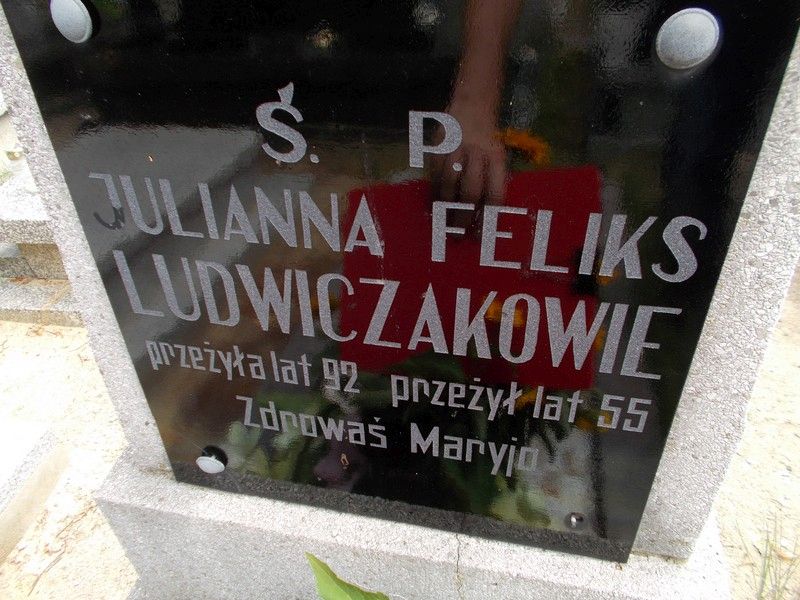 Ś. P.
JULIANNA FELIKS
LUDWICZAKOWIE
przeżyła lat 92 przeżył lat 55
Zdrowaś Maryjo